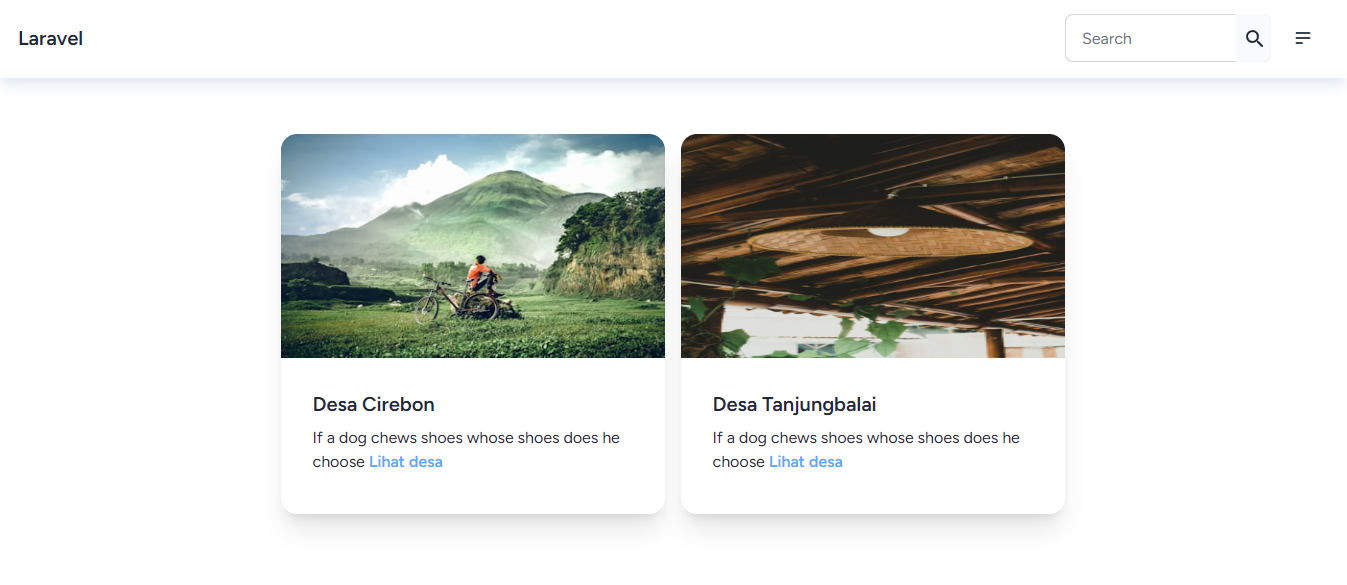 Laravel
Search
Desa Cirebon
If a dog chews shoes whose shoes does he
choose Lihat desa
Desa Tanjungbalai
If a dog chews shoes whose shoes does he
choose Lihat desa